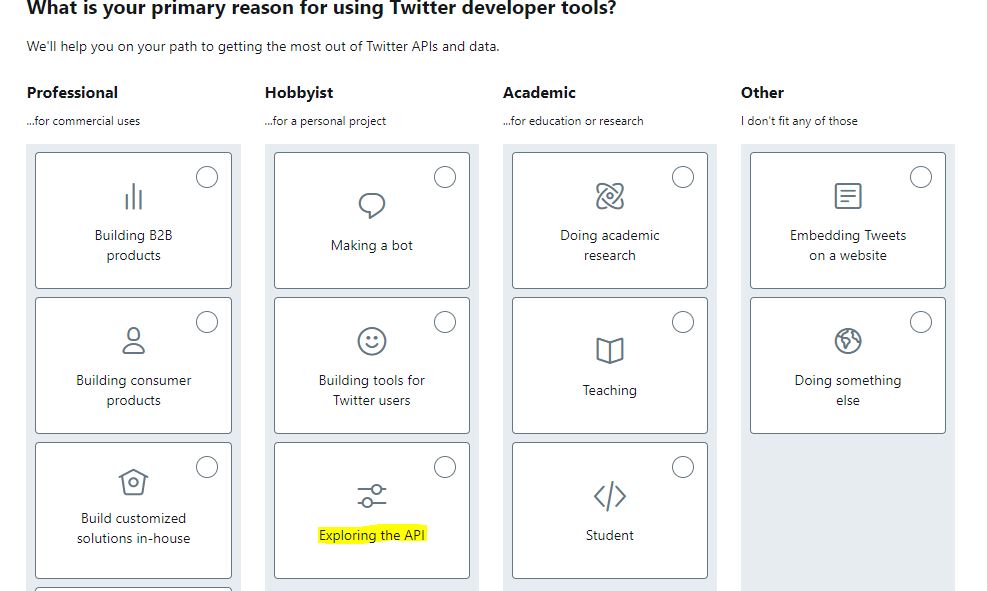 What is your primary reason for using Twitter developer tools?
We'll help you on your path to getting the most out of Twitter APIs and data.
Professional
...for commercial uses
Building B2B
products
Building consumer
products
Build customized
solutions in-house
Hobbyist
...for a personal project
Making a bot
Building tools for
Twitter users
Exploring the API
Academic
...for education or research
Doing academic
research
Teaching
Student
Other
I don't fit any of those
Embedding Tweets
on a website
Doing something
else